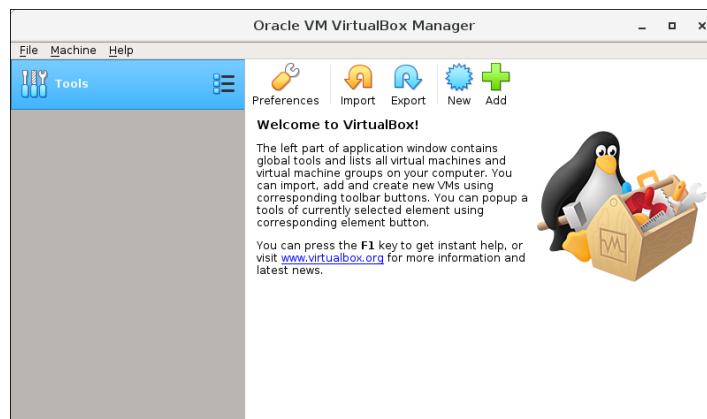 Oracle VM VirtualBox Manager
File Machine Help
Tools
Preferences Import Export New Add
Welcome to VirtualBox!
The left part of application window contains
global tools and lists all virtual machines and
virtual machine groups on your computer. You
can import, add and create new VMs using
corresponding toolbar buttons. You can popup a
tools of currently selected element using
corresponding element button.
You can press the F1 key to get instant help, or
visit www.virtualbox.org for more information and
latest news.